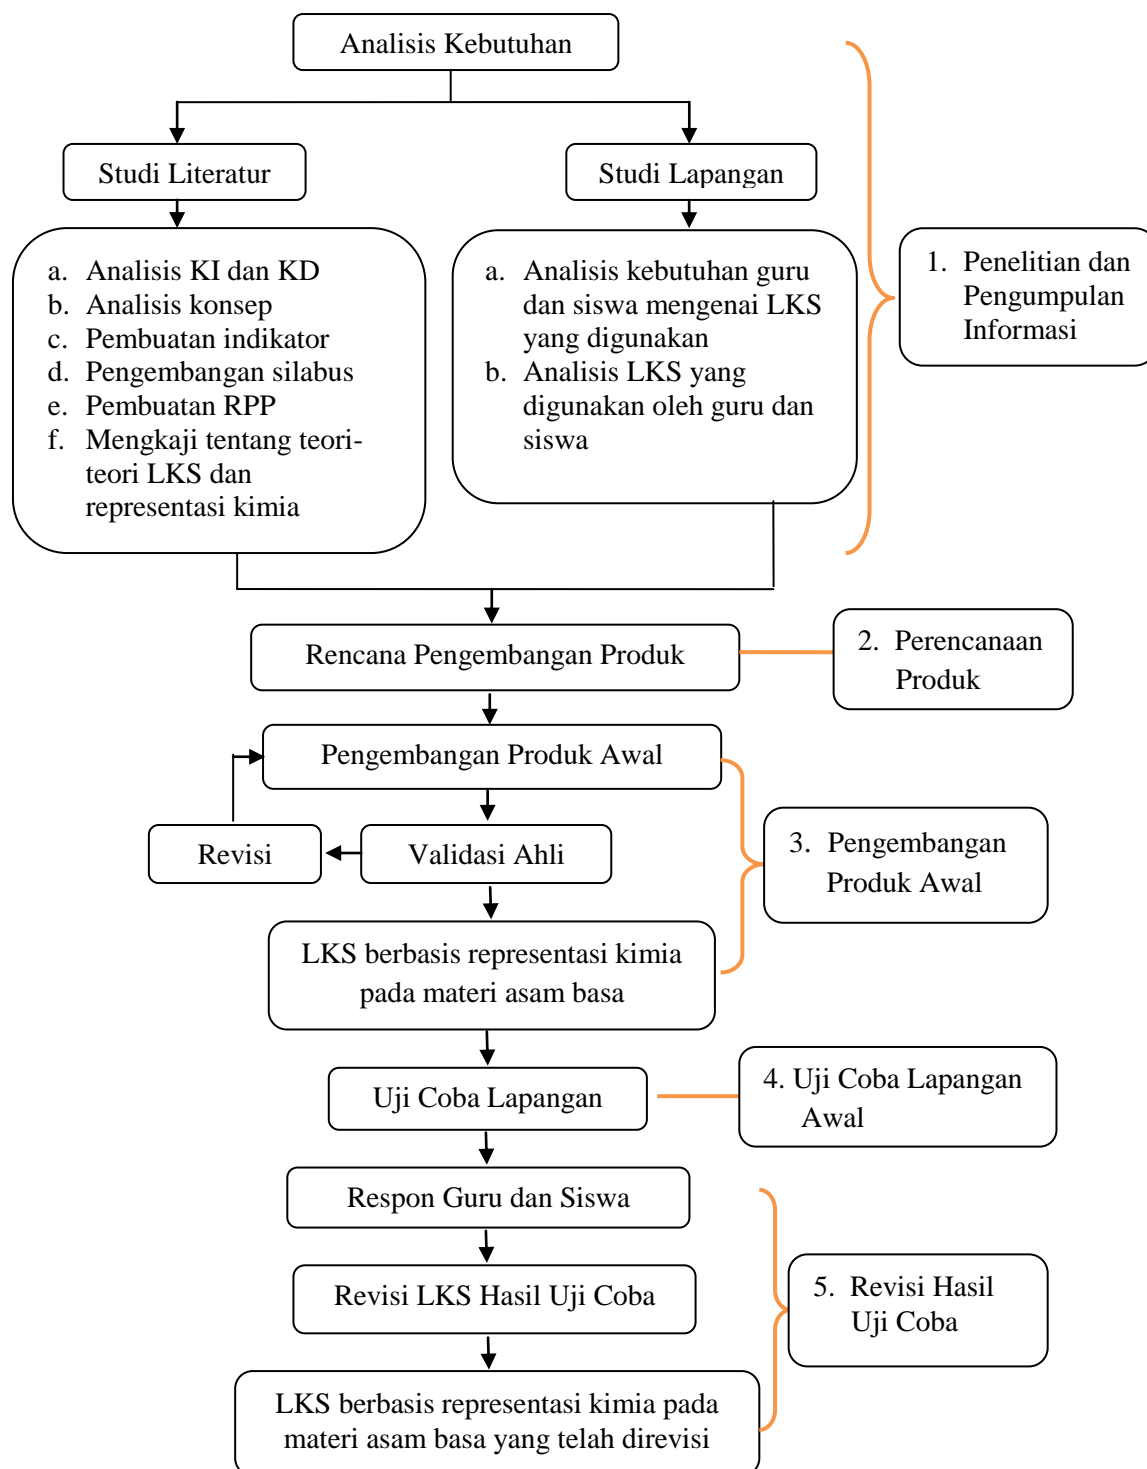 Analisis Kebutuhan
Studi Literatur
Studi Lapangan
a. Analisis KI dan KD
b. Analisis konsep
c. Pembuatan indikator
d. Pengembangan silabus
e. Pembuatan RPP
f. Mengkaji tentang teori-
teori LKS dan
representasi kimia
a. Analisis kebutuhan guru
dan siswa mengenai LKS
yang digunakan
b. Analisis LKS yang
digunakan oleh guru dan
siswa
1. Penelitian dan
Pengumpulan
Informasi
Rencana Pengembangan Produk
2. Perencanaan
Produk
Pengembangan Produk Awal
Revisi
Validasi Ahli
3. Pengembangan
Produk Awal
LKS berbasis representasi kimia
pada materi asam basa
Uji Coba Lapangan
4. Uji Coba Lapangan
Awal
Respon Guru dan Siswa
Revisi LKS Hasil Uji Coba
5. Revisi Hasil
Uji Coba
LKS berbasis representasi kimia pada
materi asam basa yang telah direvisi